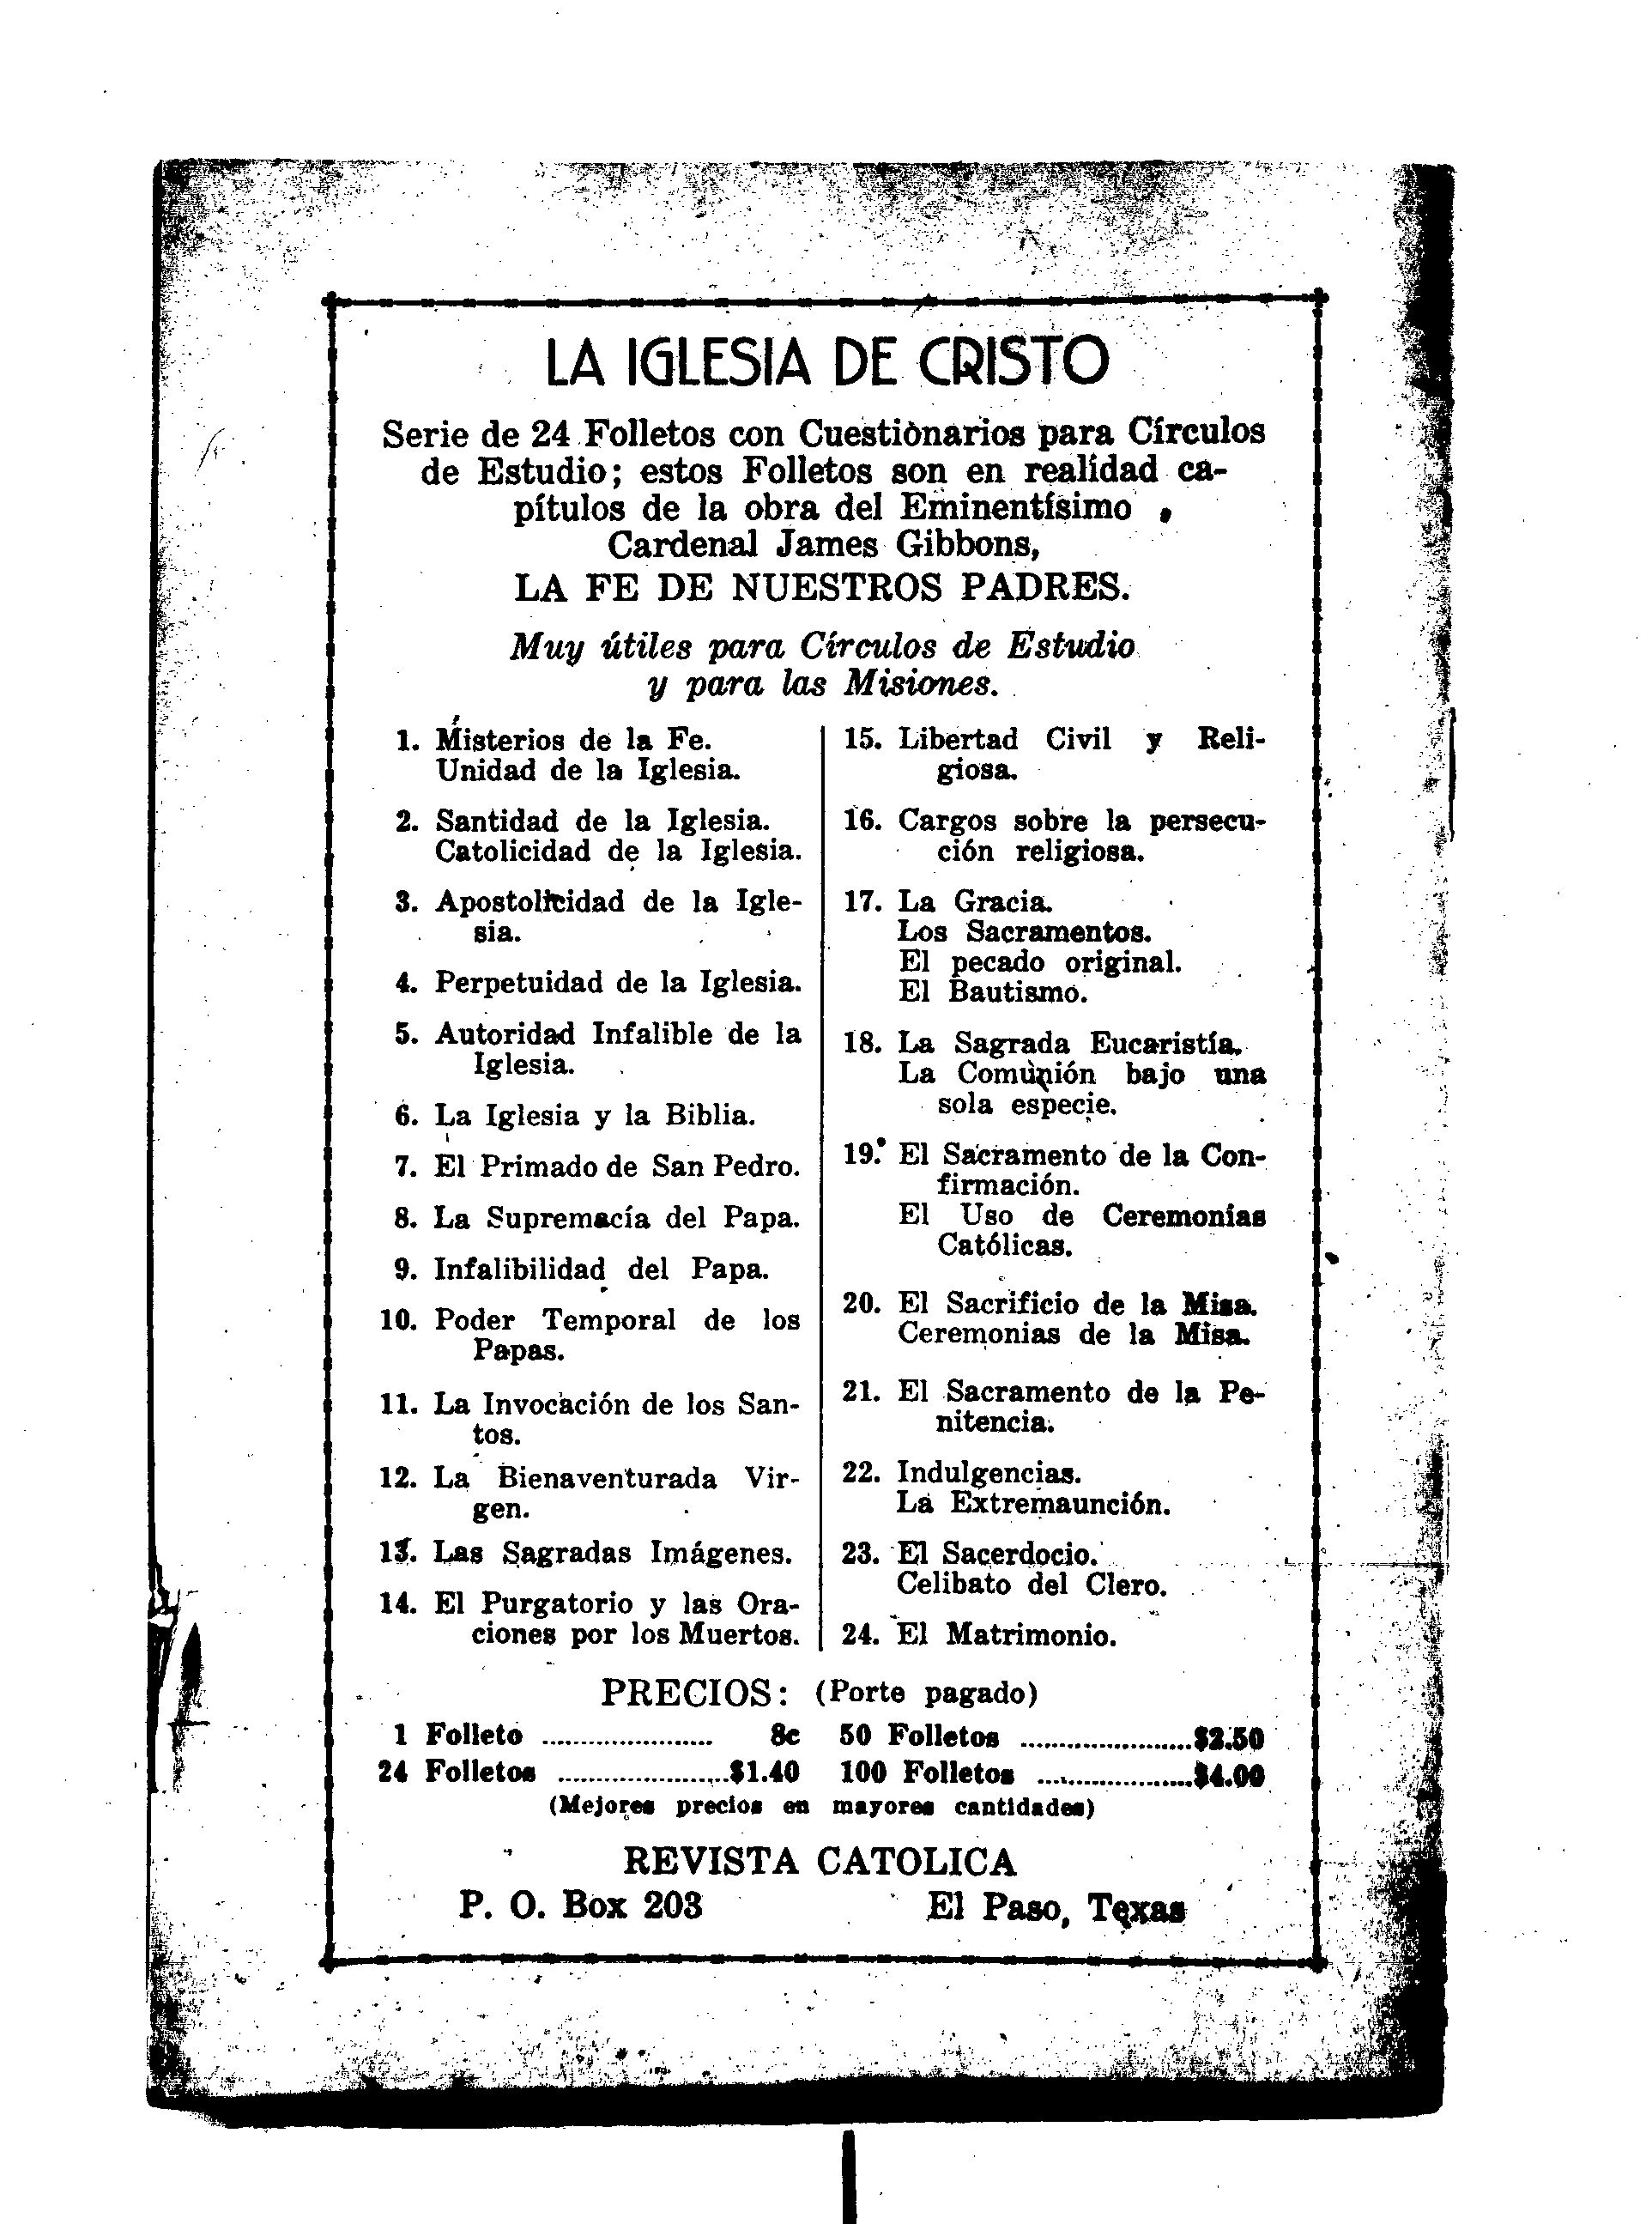 LA IGLESIA DE CRISTO
Serie de 24 Folletos con Cuestionarios para Círculos
de Estudio; estos Folletos son en realidad ca-
pítulos de la obra del Eminentísimo
Cardenal James Gibbons,
LA FE DE NUESTROS PADRES.
Muy útiles para Círculos de Estudio
y para las Misiones.
1. Misterios de la Fe.
Unidad de la Iglesia.
2. Santidad de la Iglesia.
Catolicidad de la Iglesia.
3. Apostolicidad de la Igle-
sia.
4. Perpetuidad de la Iglesia.
5. Autoridad Infalible de la
Iglesia.
6. La Iglesia y la Biblia.
7. El Primado de San Pedro.
8. La Supremacía del Papa.
9. Infalibilidad del Papa.
10. Poder Temporal de los
Papas.
11. La Invocación de los San-
tos.
12. La Bienaventurada Vir-
gen.
13. Las Sagradas Imágenes.
14. El Purgatorio y las Ora-
ciones por los Muertos.
15. Libertad Civil y Reli-
giosa.
16. Cargos sobre la persecu-
ción religiosa.
17. La Gracia.
Los Sacramentos.
El pecado original.
El Bautismo.
18. La Sagrada Eucaristía.
La Comunión bajo una
sola especie.
19. El Sacramento de la Con-
firmación.
El Uso de Ceremonias
Católicas.
20. El Sacrificio de la Misa.
Ceremonias de la Misa.
21. El Sacramento de la Pe-
nitencia.
22. Indulgencias.
La Extremaunción.
23. El Sacerdocio.
Celibato del Clero.
24. El Matrimonio.
PRECIOS: (Porte pagado)
1 Folleto ...................... 8c 50 Folletos ......................$2.50
24 Folletos ......................$1.40 100 Folletos ....................$4.00
(Mejores precios en mayores cantidades)
REVISTA CATOLICA
P. O. Box 203 El Paso, Texas